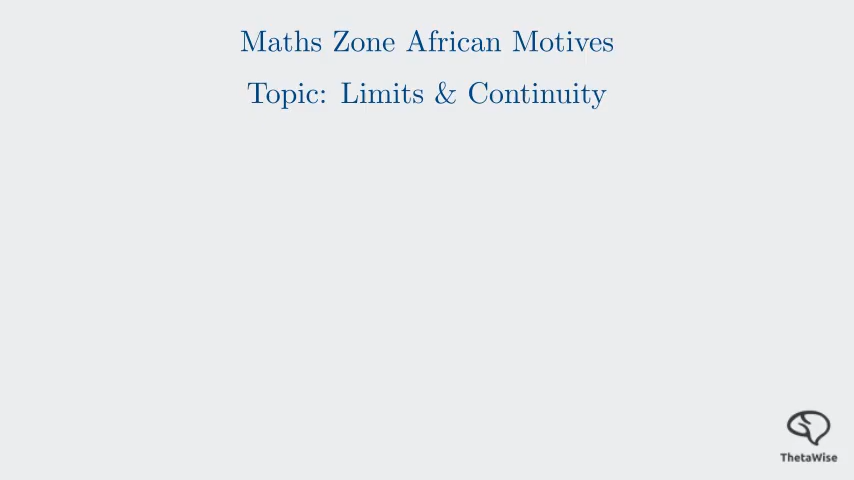 Maths Zone African Motives
Topic: Limits & Continuity
ThetaWise